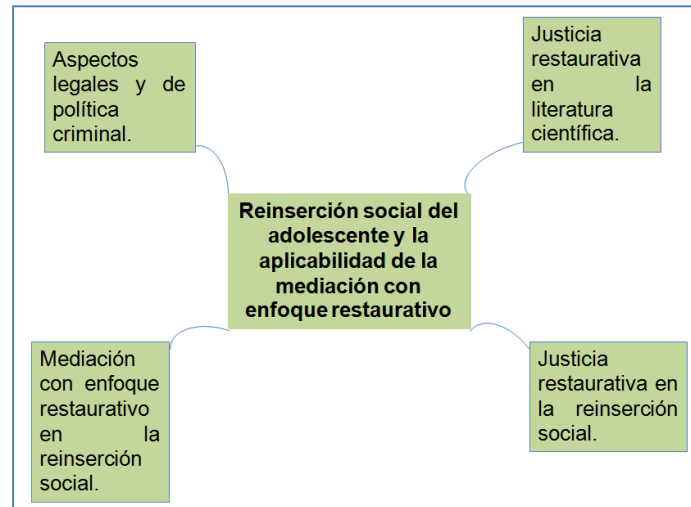 Aspectos
legales y de
política
criminal.
Justicia
restaurativa
en la
literatura
científica.
Reinserción social del
adolescente y la
aplicabilidad de la
mediación con
enfoque restaurativo
Mediación
con enfoque
restaurativo
en la
reinserción
social.
Justicia
restaurativa en
la reinserción
social.